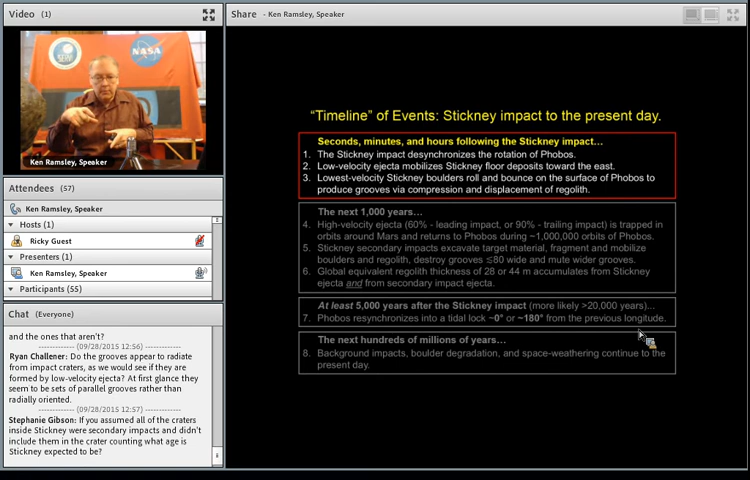 Video (1)
SERVI
NASA
Ken Ramsley, Speaker
Attendees (57)
Ken Ramsley, Speaker
Hosts (1)
Ricky Guest
Presenters (1)
Ken Ramsley, Speaker
Participants (55)
Chat (Everyone)
and the ones that aren't?
(09/28/2015 12:56)
Ryan Challener: Do the grooves appear to radiate
from impact craters, as we would see if they are
formed by low-velocity ejecta? At first glance they
seem to be sets of parallel grooves rather than
radially oriented.
(09/28/2015 12:57)
Stephanie Gibson: If you assumed all of the craters
inside Stickney were secondary impacts and didn't
include them in the crater counting what age is
Stickney expected to be?
Share - Ken Ramsley, Speaker
"Timeline" of Events: Stickney impact to the present day.
Seconds, minutes, and hours following the Stickney impact...
1. The Stickney impact desynchronizes the rotation of Phobos.
2. Low-velocity ejecta mobilizes Stickney floor deposits toward the east.
3. Lowest-velocity Stickney boulders roll and bounce on the surface of Phobos to
produce grooves via compression and displacement of regolith.
The next 1,000 years...
4. High-velocity ejecta (60% - leading impact, or 90% - trailing impact) is trapped in
orbits around Mars and returns to Phobos during ~1,000,000 orbits of Phobos.
5. Stickney secondary impacts excavate target material, fragment and mobilize
boulders and regolith, destroy grooves ≤80 wide and mute wider grooves.
6. Global equivalent regolith thickness of 28 or 44 m accumulates from Stickney
ejecta and from secondary impact ejecta.
At least 5,000 years after the Stickney impact (more likely >20,000 years)...
7. Phobos resynchronizes into a tidal lock ~0° or ~180° from the previous longitude.
The next hundreds of millions of years...
8. Background impacts, boulder degradation, and space-weathering continue to the
present day.